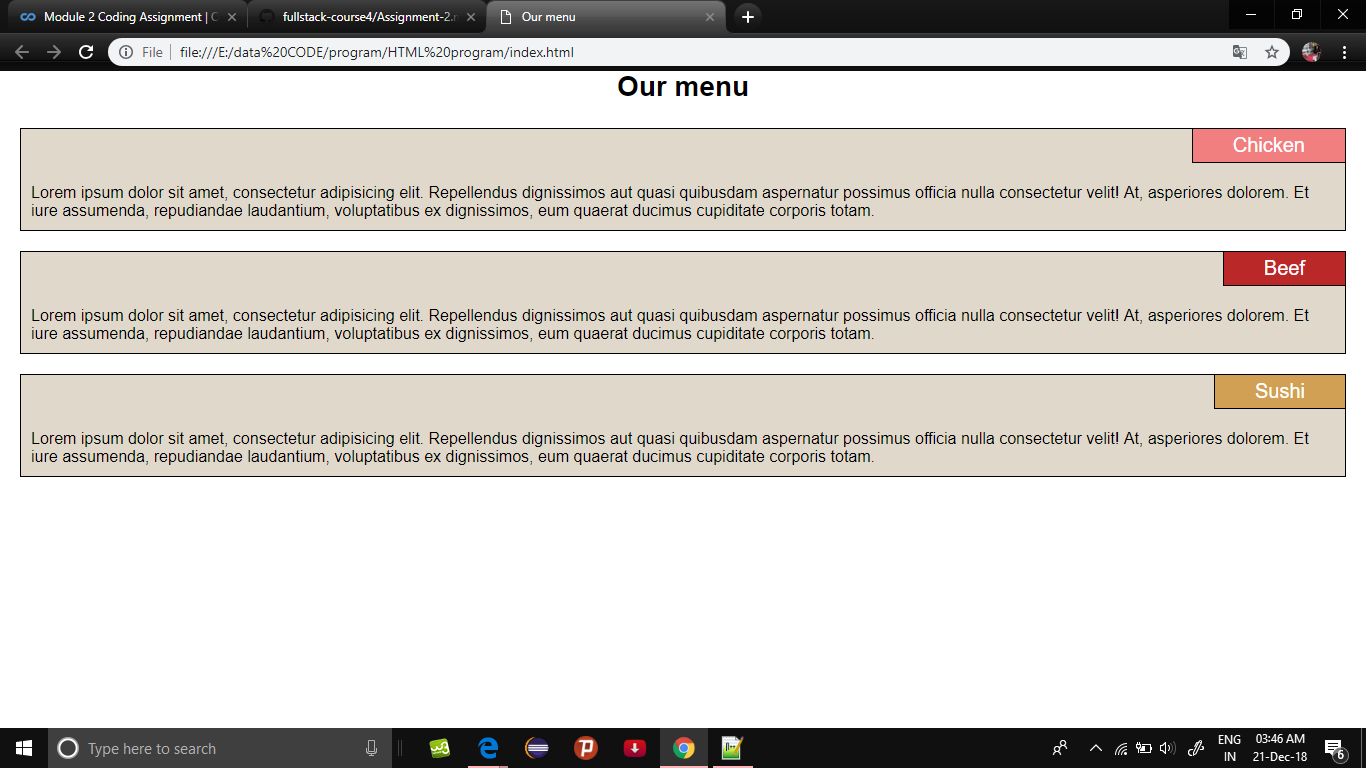 Module 2 Coding Assignment | C
fullstack-course4/Assignment-2.n
Our menu
File
file:///E:/data%20CODE/program/HTML%20program/index.html
Our menu
Chicken
Lorem ipsum dolor sit amet, consectetur adipisicing elit. Repellendus dignissimos aut quasi quibusdam aspernatur possimus officia nulla consectetur velit! At, asperiores dolorem. Et
iure assumenda, repudiandae laudantium, voluptatibus ex dignissimos, eum quaerat ducimus cupiditate corporis totam.
Beef
Lorem ipsum dolor sit amet, consectetur adipisicing elit. Repellendus dignissimos aut quasi quibusdam aspernatur possimus officia nulla consectetur velit! At, asperiores dolorem. Et
iure assumenda, repudiandae laudantium, voluptatibus ex dignissimos, eum quaerat ducimus cupiditate corporis totam.
Sushi
Lorem ipsum dolor sit amet, consectetur adipisicing elit. Repellendus dignissimos aut quasi quibusdam aspernatur possimus officia nulla consectetur velit! At, asperiores dolorem. Et
iure assumenda, repudiandae laudantium, voluptatibus ex dignissimos, eum quaerat ducimus cupiditate corporis totam.
Type here to search
ENG
IN
03:46 AM
21-Dec-18
6